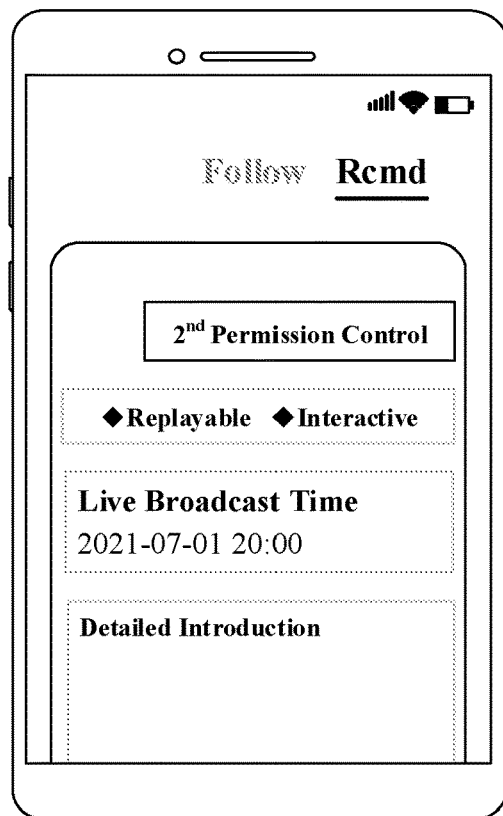 Follow Rcmd
2nd Permission Control
◆Replayable ◆Interactive
Live Broadcast Time
2021-07-01 20:00
Detailed Introduction